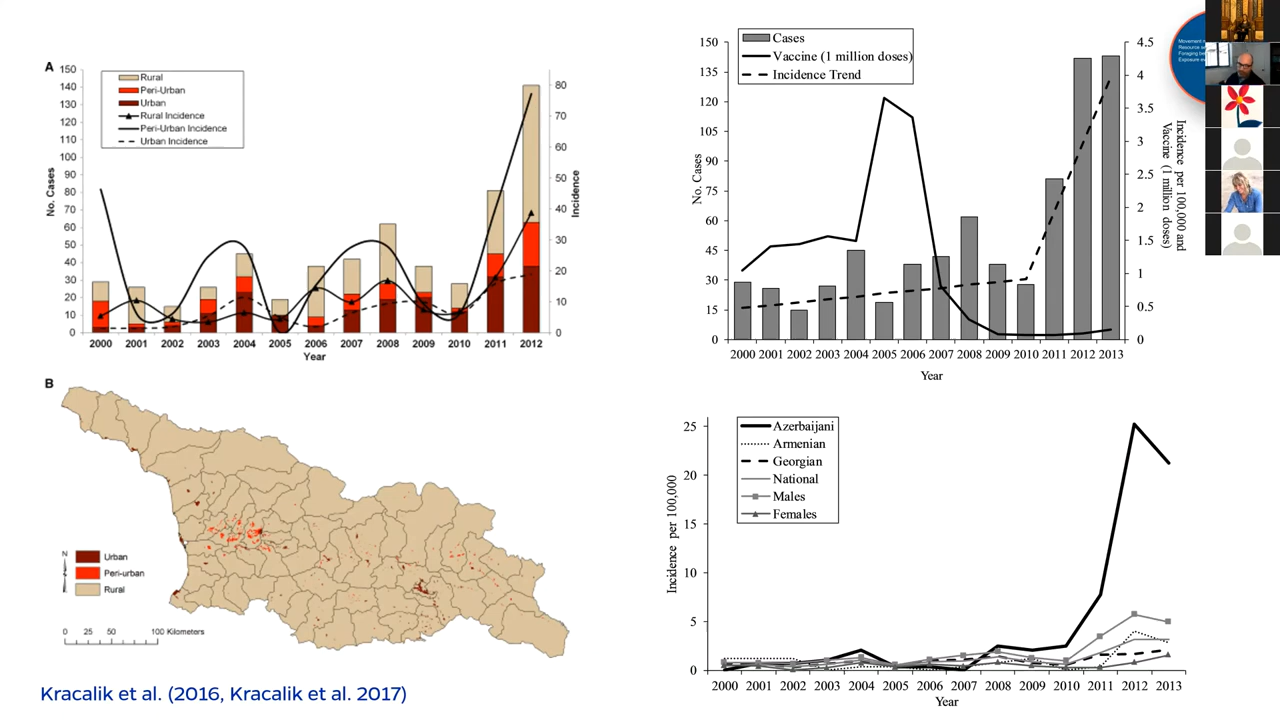 A
150
140
130
120
110
100
90
80
70
60
50
40
30
20
10
0
No. Cases
Rural
Peri-Urban
Urban
Rural Incidence
Peri-Urban Incidence
Urban Incidence
80
70
60
50
40
30
20
10
0
Incidence
2000 2001 2002 2003 2004 2005 2006 2007 2008 2009 2010 2011 2012
Year
Cases
Vaccine (1 million doses)
Incidence Trend
150
135
120
105
90
75
60
45
30
15
0
No. Cases
4.5
4
3.5
3
2.5
2
1.5
1
0.5
0
Incidence per 100,000 and
Vaccine (1 million doses)
2000 2001 2002 2003 2004 2005 2006 2007 2008 2009 2010 2011 2012 2013
Year
Movement
Resource se
Foraging be
Exposure ev
B
N
Urban
Peri-urban
Rural
0 25 50 100 Kilometers
Azerbaijani
Armenian
Georgian
National
Males
Females
25
20
15
10
5
0
Incidence per 100,000
2000 2001 2002 2003 2004 2005 2006 2007 2008 2009 2010 2011 2012 2013
Year
Kracalik et al. (2016, Kracalik et al. 2017)